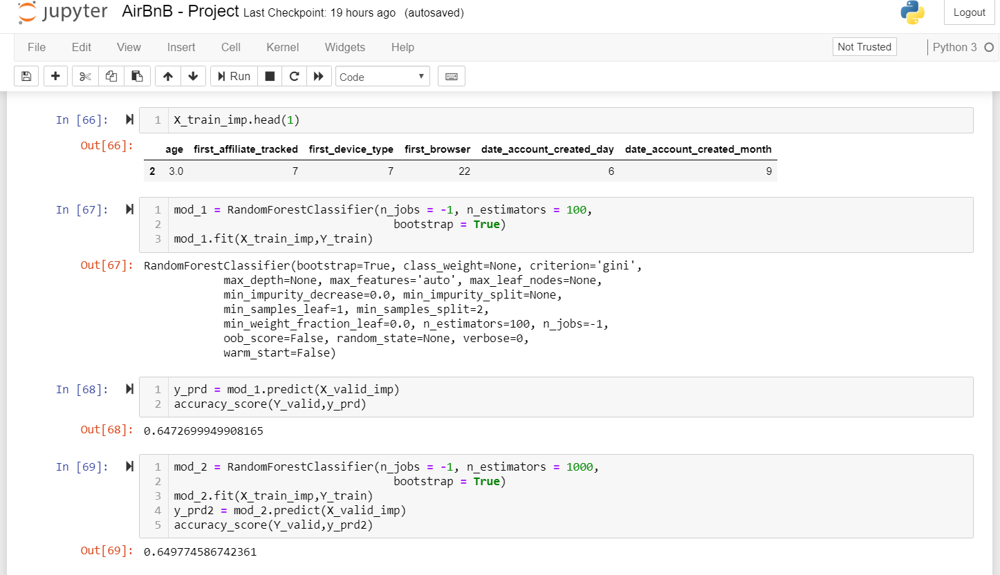 jupyter AirBnB - Project Last Checkpoint: 19 hours ago (autosaved) Logout
File Edit View Insert Cell Kernel Widgets Help Not Trusted Python 3
Run Code
In [66]: 1 X_train_imp.head(1)
Out[66]:
age first_affiliate_tracked first_device_type first_browser date_account_created_day date_account_created_month
2 3.0 7 7 22 6 9
In [67]: 1 mod_1 = RandomForestClassifier(n_jobs = -1, n_estimators = 100,
2 bootstrap = True)
3 mod_1.fit(X_train_imp,Y_train)
Out[67]: RandomForestClassifier(bootstrap=True, class_weight=None, criterion='gini',
max_depth=None, max_features='auto', max_leaf_nodes=None,
min_impurity_decrease=0.0, min_impurity_split=None,
min_samples_leaf=1, min_samples_split=2,
min_weight_fraction_leaf=0.0, n_estimators=100, n_jobs=-1,
oob_score=False, random_state=None, verbose=0,
warm_start=False)
In [68]: 1 y_prd = mod_1.predict(X_valid_imp)
2 accuracy_score(Y_valid,y_prd)
Out[68]: 0.6472699949908165
In [69]: 1 mod_2 = RandomForestClassifier(n_jobs = -1, n_estimators = 1000,
2 bootstrap = True)
3 mod_2.fit(X_train_imp,Y_train)
4 y_prd2 = mod_2.predict(X_valid_imp)
5 accuracy_score(Y_valid,y_prd2)
Out[69]: 0.649774586742361